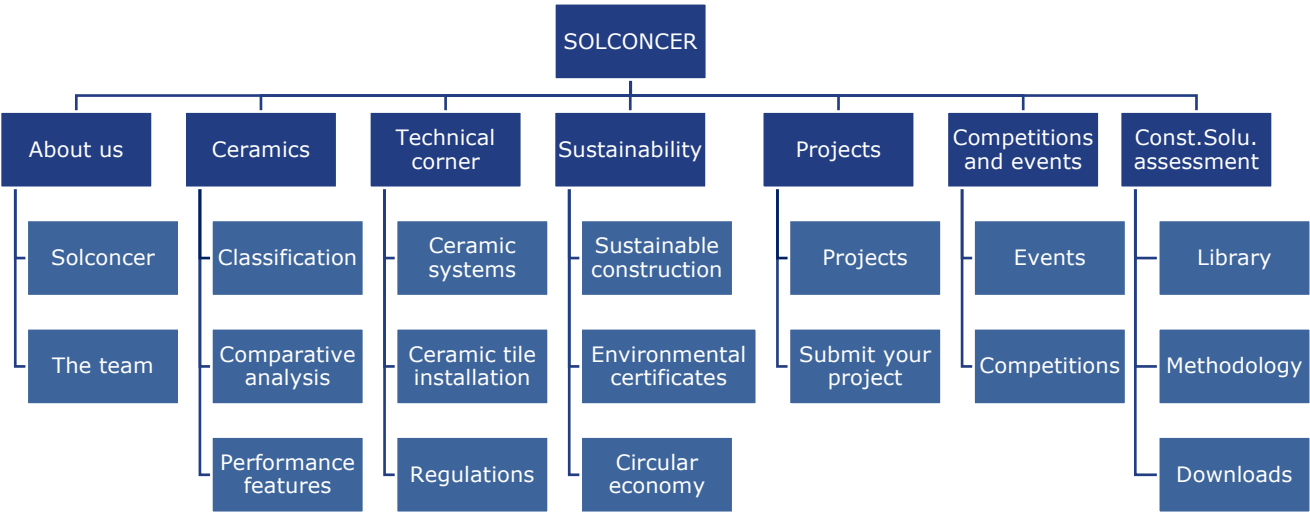 SOLCONCER
About us
Ceramics
Technical
corner
Sustainability
Projects
Competitions
and events
Const.Solu.
assessment
Solconcer
Classification
Ceramic
systems
Sustainable
construction
Projects
Events
Library
The team
Comparative
analysis
Ceramic tile
installation
Environmental
certificates
Submit your
project
Competitions
Methodology
Performance
features
Regulations
Circular
economy
Downloads